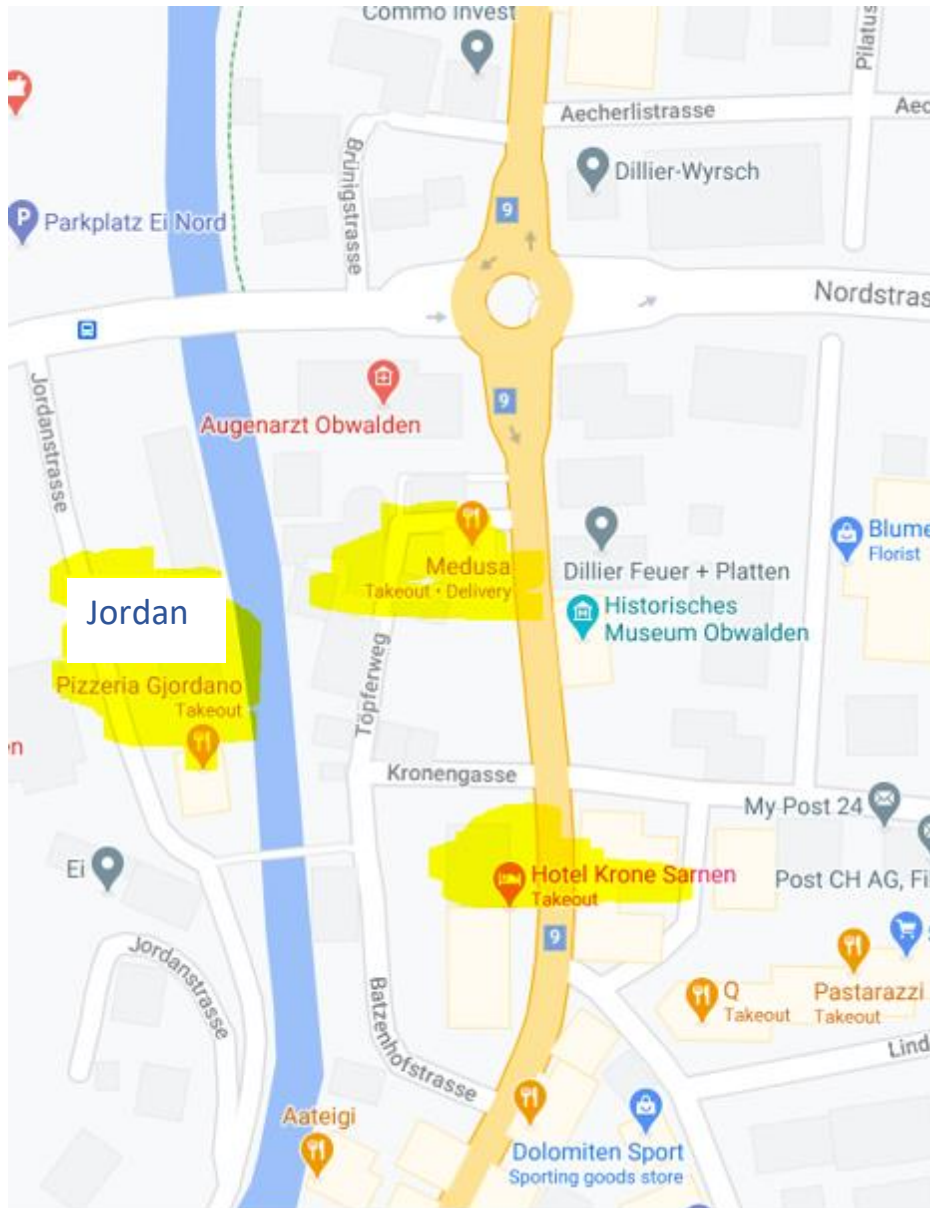 Commo Invest
Pilatus
Aecherlistrasse
Aec
Brünigstrasse
Dillier-Wyrsch
P
Parkplatz Ei Nord
9
Nordstras
Jordanstrasse
9
Augenarzt Obwalden
Medusa
Takeout • Delivery
Dillier Feuer + Platten
Blume
Florist
Historisches
Museum Obwalden
Jordan
Pizzeria Gjordano
Takeout
Töpferweg
n
Kronengasse
My Post 24
Ei
Hotel Krone Sarnen
Takeout
Post CH AG, Fi
9
Jordanstrasse
Batzenhofstrasse
Q
Takeout
Pastarazzi
Takeout
Lind
Aateigi
Dolomiten Sport
Sporting goods store